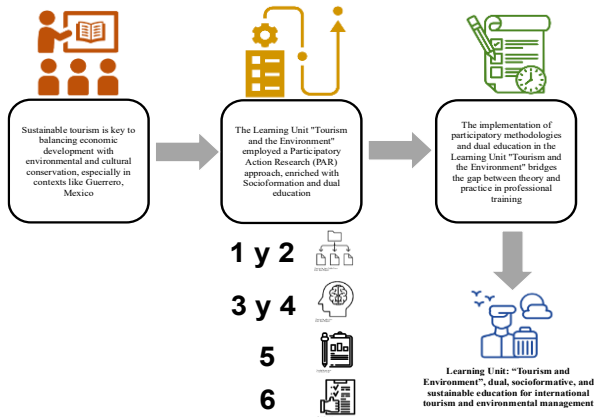 Sustainable tourism is key to
balancing economic
development with
environmental and cultural
conservation, especially in
contexts like Guerrero,
Mexico
The Learning Unit "Tourism
and the Environment"
employed a Participatory
Action Research (PAR)
approach, enriched with
Socioformation and dual
education
The implementation of
participatory methodologies
and dual education in the
Learning Unit "Tourism and
the Environment" bridges
the gap between theory and
practice in professional
training
1 y 2
3 y 4
5
6
Learning Unit: “Tourism and
Environment”, dual, socioformative, and
sustainable education for international
tourism and environmental management